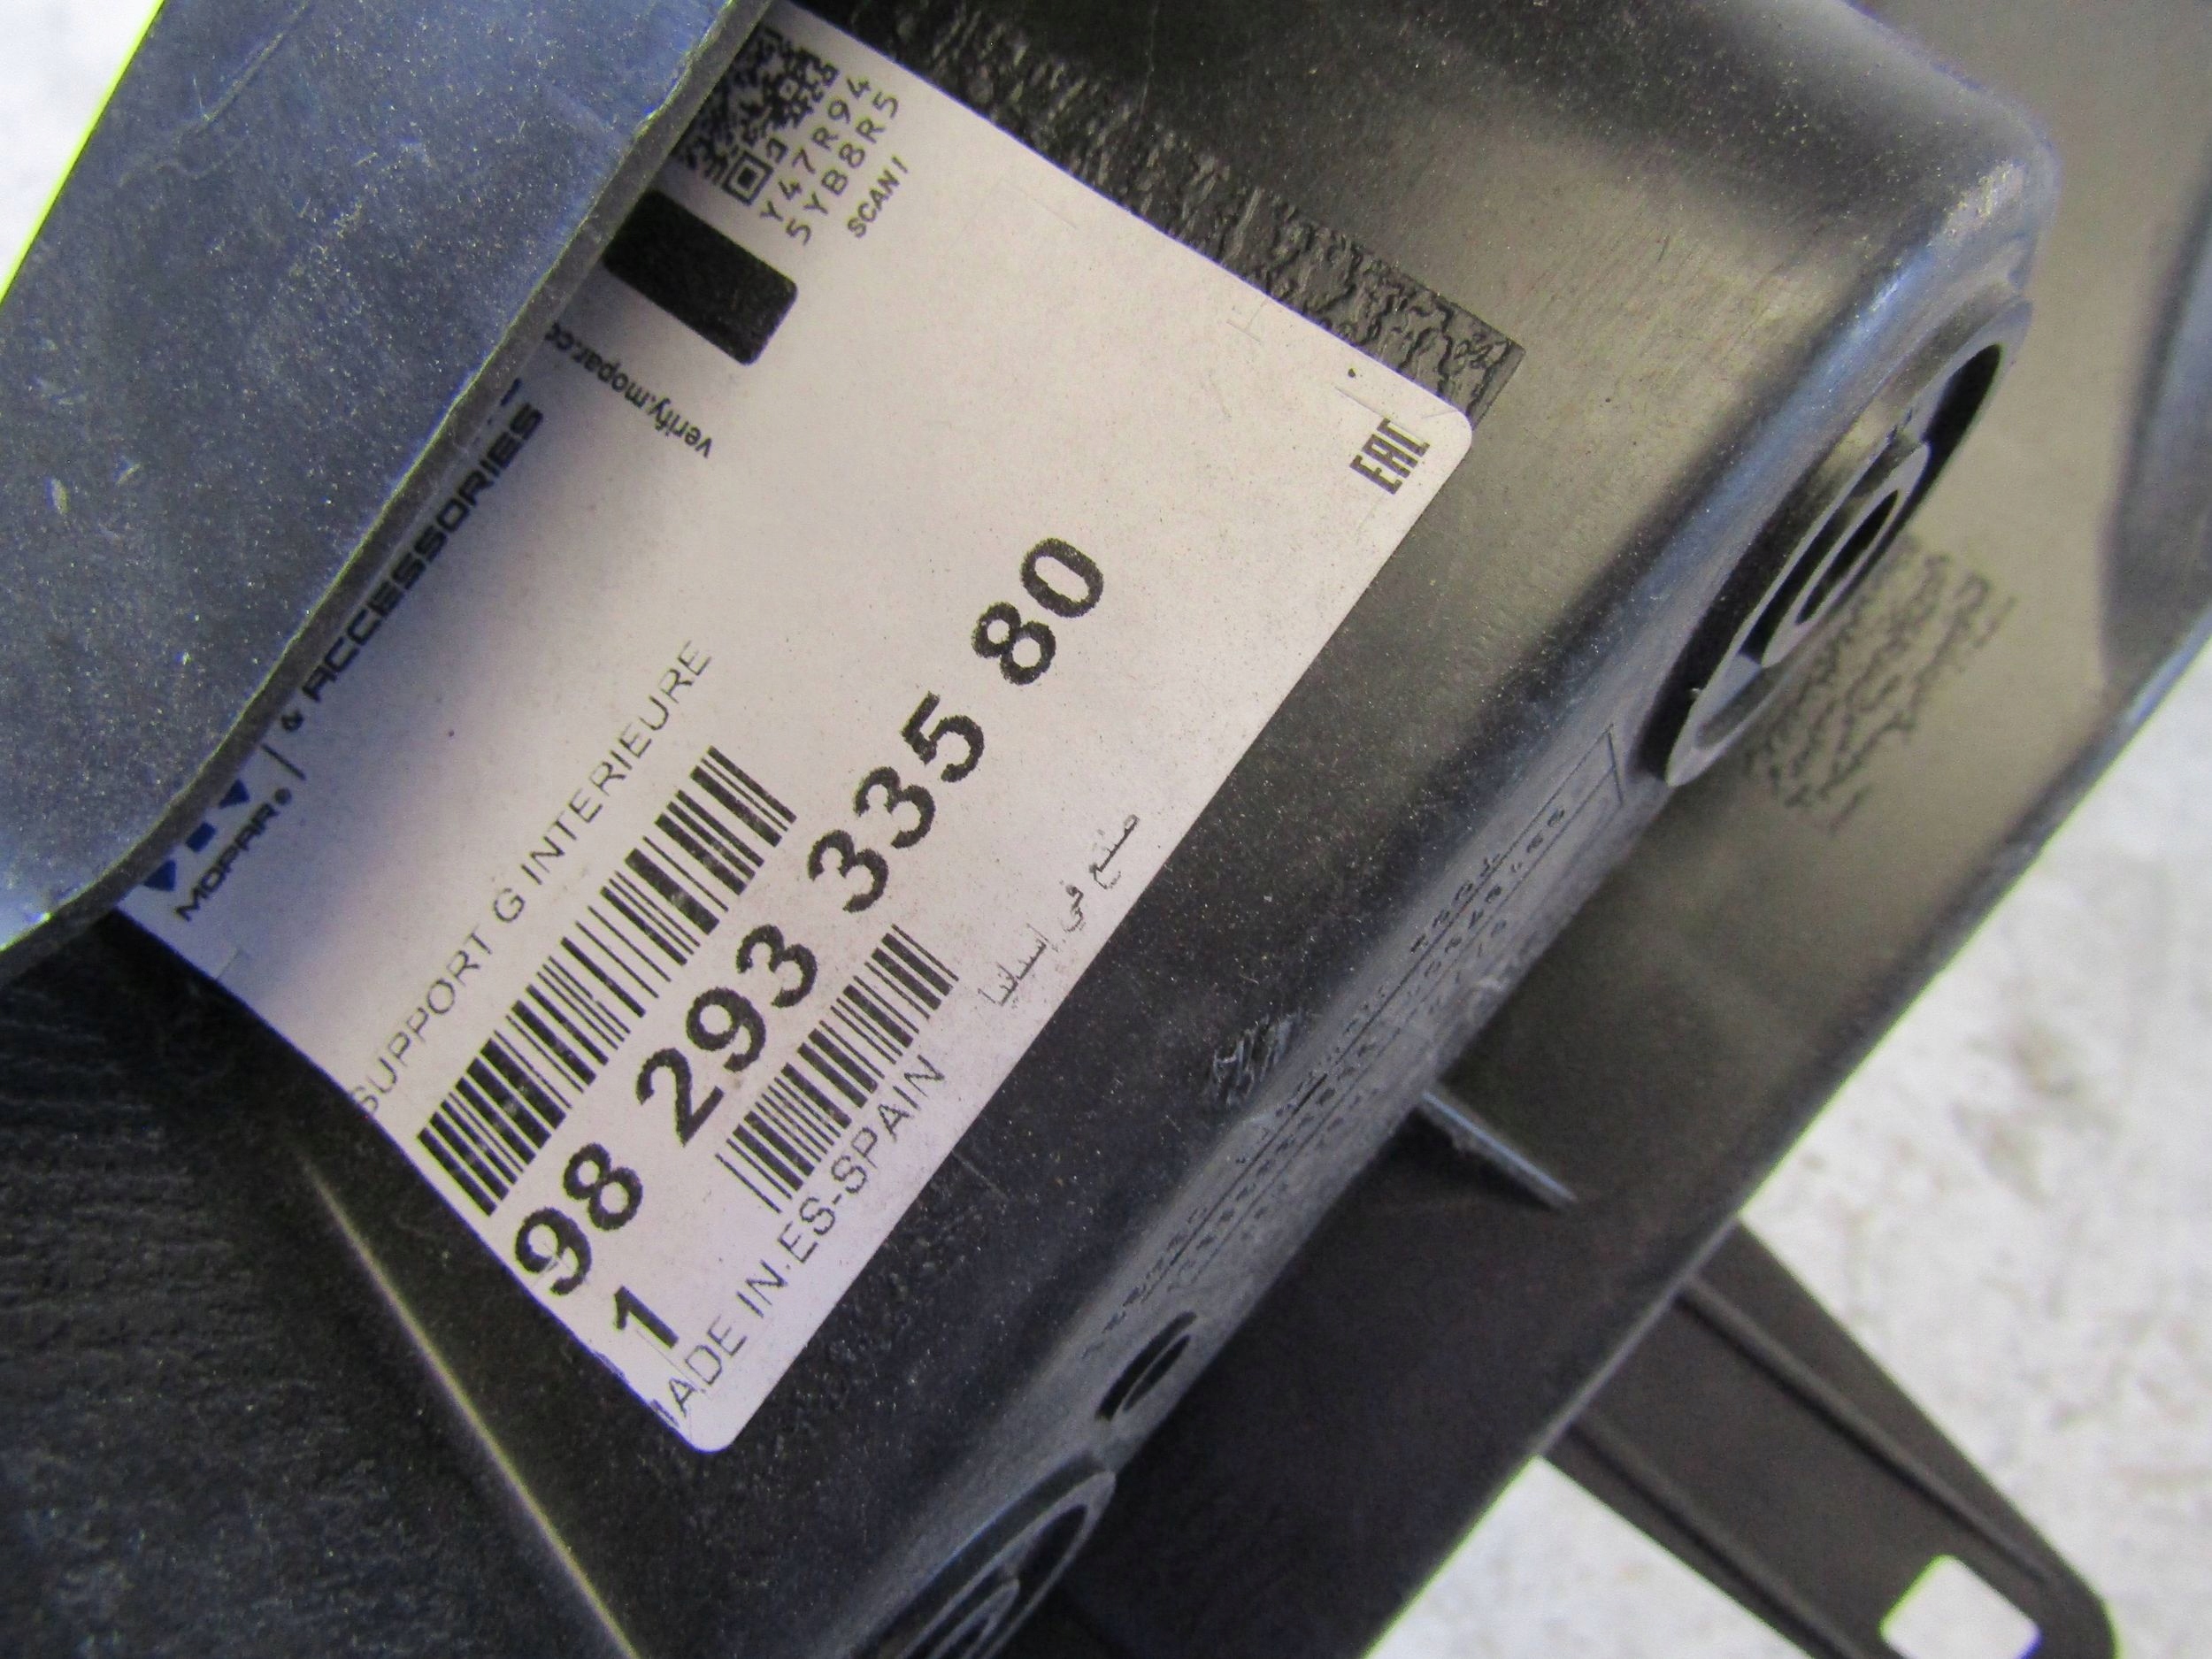 Y47R94
5YB8R5
SCAN
verify.mopar.c
MOPAR. | & ACCESSORIES
SUPPORT G INTERIEURE
98 293 335 80
1
ADE IN ES-SPAIN
صنع في إسبانيا
EAC